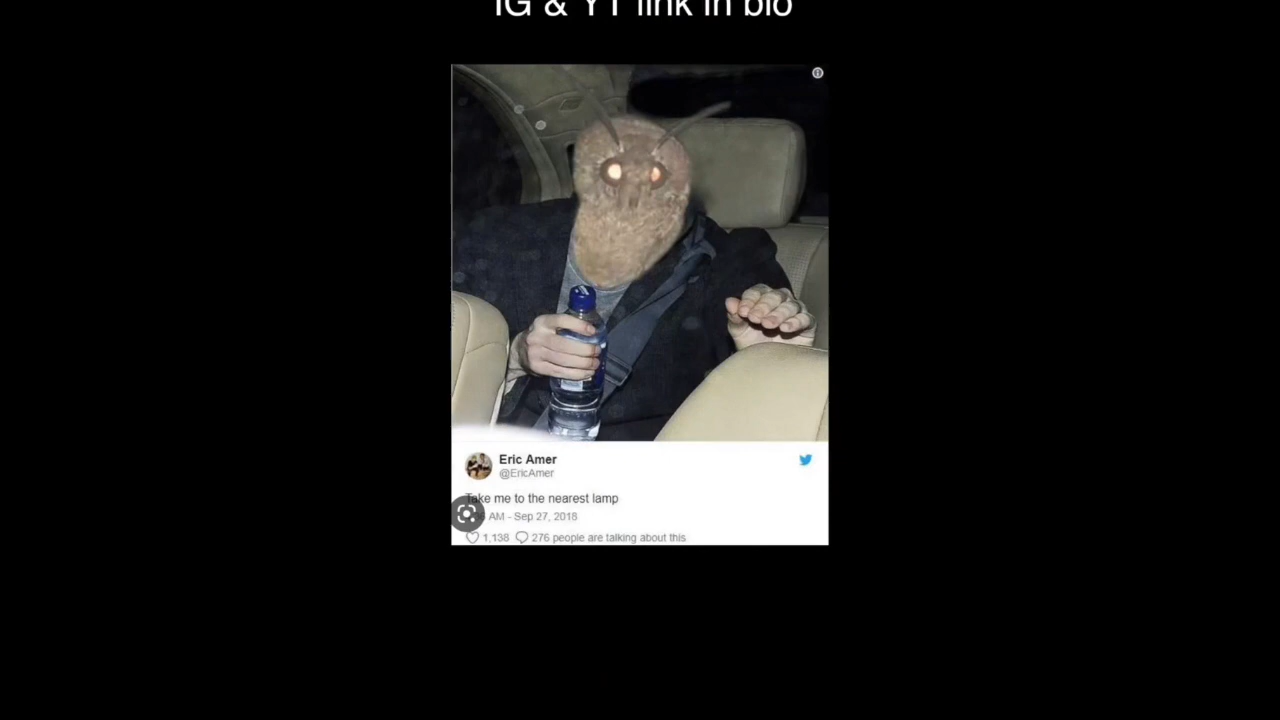 IG & YT link in bio
Eric Amer
@EricAmer
Take me to the nearest lamp
AM - Sep 27, 2018
1,138 276 people are talking about this